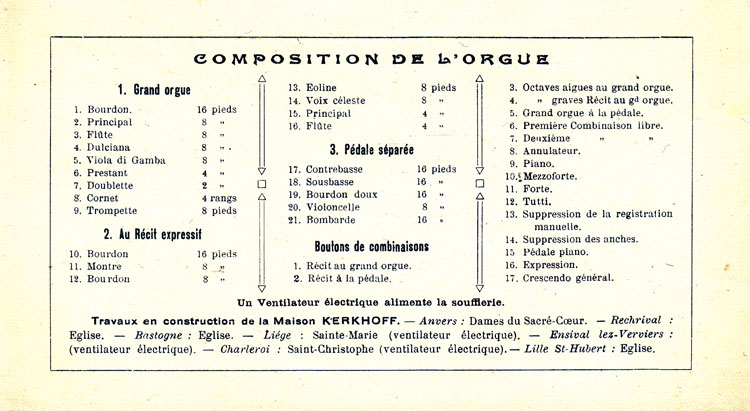 COMPOSITION DE L'ORGUE
1. Grand orgue
1. Bourdon. 16 pieds
2. Principal 8 „
3. Flûte 8 „
4. Dulciana 8 „ .
5. Viola di Gamba 8 „
6. Prestant 4 „
7. Doublette 2 „
8. Cornet 4 rangs
9. Trompette 8 pieds
2. Au Récit expressif
10. Bourdon 16 pieds
11. Montre 8 „
12. Bourdon 8 „
13. Eoline 8 pieds
14. Voix céleste 8 „
15. Principal 4 „
16. Flûte 4 „
3. Pédale séparée
17. Contrebasse 16 pieds
18. Sousbasse 16 „
19. Bourdon doux 16 „
20. Violoncelle 8 „
21. Bombarde 16 „
Boutons de combinaisons
1. Récit au grand orgue.
2. Récit à la pédale.
3. Octaves aigues au grand orgue.
4. „ graves Récit au gd orgue.
5. Grand orgue à la pédale.
6. Première Combinaison libre.
7. Deuxième „ „
8. Annulateur.
9. Piano.
10. Mezzoforte.
11. Forte.
12. Tutti.
13. Suppression de la registration
manuelle.
14. Suppression des anches.
15 Pédale piano.
16. Expression.
17. Crescendo général.
Un Ventilateur électrique alimente la soufflerie.
Travaux en construction de la Maison KERKHOFF. — Anvers : Dames du Sacré-Cœur. — Rechrival :
Eglise. — Bastogne : Eglise. — Liége : Sainte-Marie (ventilateur électrique). — Ensival lez-Verviers :
(ventilateur électrique). — Charleroi : Saint-Christophe (ventilateur électrique). — Lille St-Hubert : Eglise.